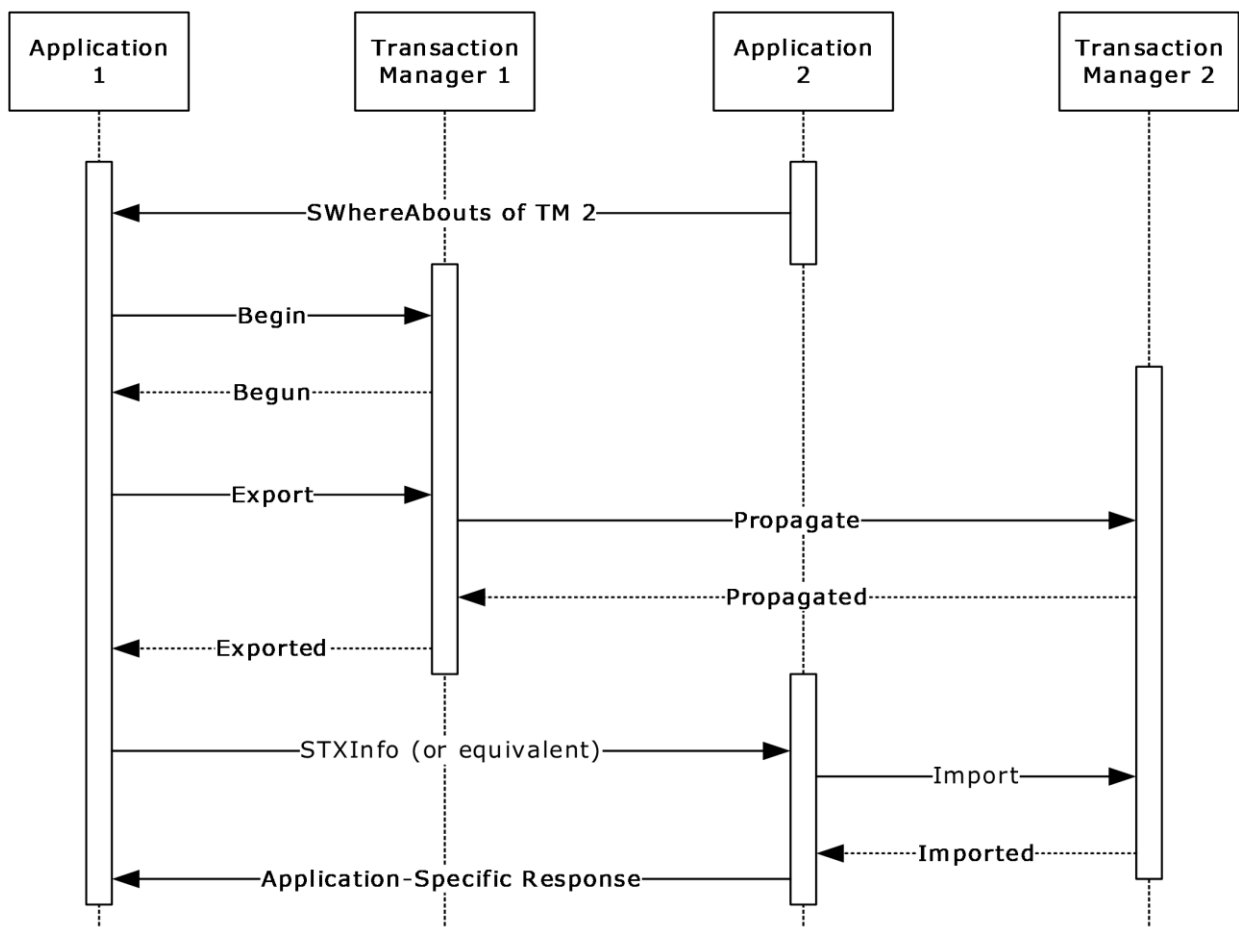 Application
1
Transaction
Manager 1
Application
2
Transaction
Manager 2
SWhereAbouts of TM 2
Begin
Begun
Export
Propagate
Propagated
Exported
STXInfo (or equivalent)
Import
Imported
Application-Specific Response